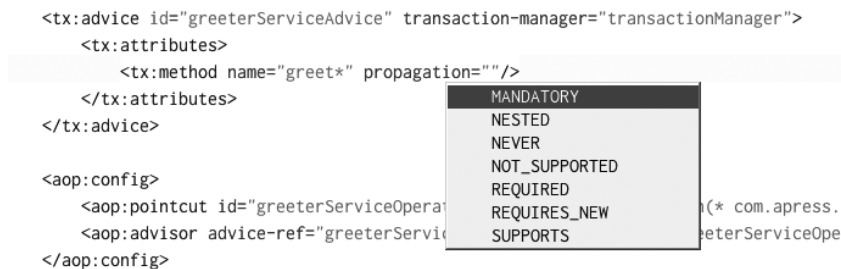 <tx:advice id="greeterServiceAdvice" transaction-manager="transactionManager">
<tx:attributes>
<tx:method name="greet*" propagation=""/>
MANDATORY
NESTED
NEVER
NOT_SUPPORTED
REQUIRED
REQUIRES_NEW
SUPPORTS
</tx:attributes>
</tx:advice>
<aop:config>
<aop:pointcut id="greeterServiceOperat (* com.apress.
<aop:advisor advice-ref="greeterServic eeterServiceOpe
</aop:config>